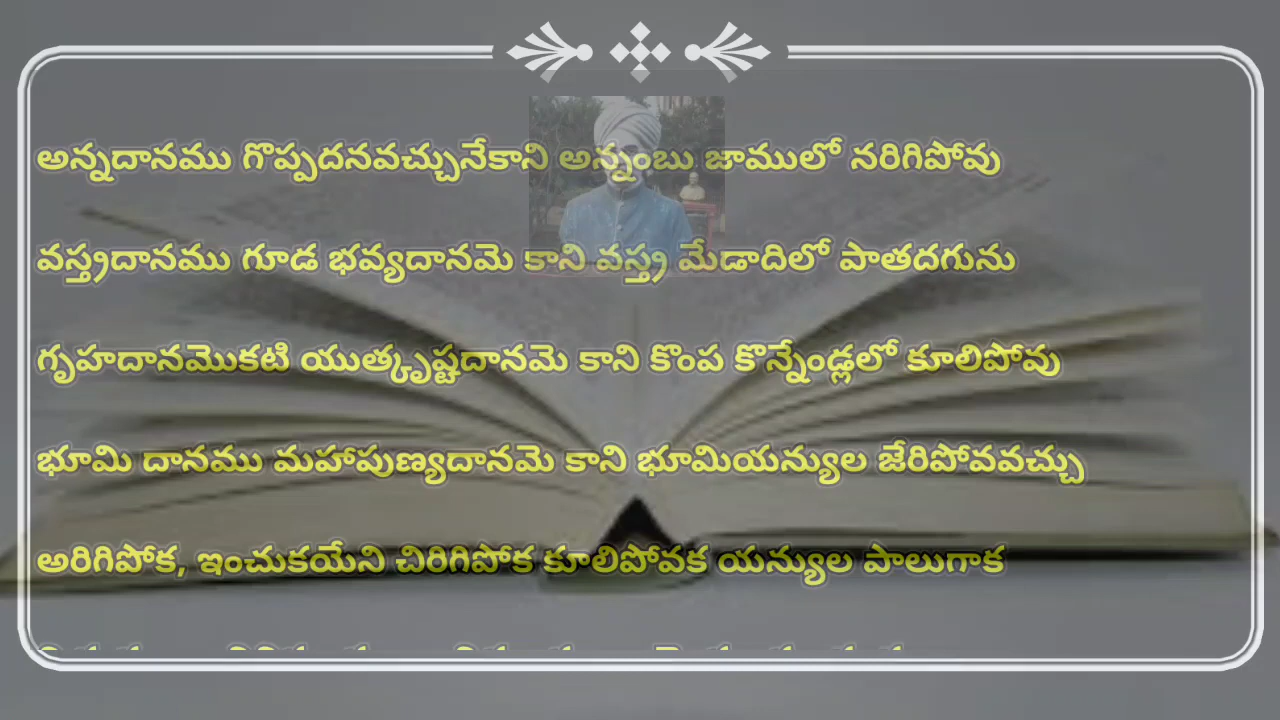 అన్నదానము గొప్పదనవచ్చునేకాని అన్నంబు జాములో నరిగిపోవు
వస్త్రదానము గూడ భవ్యదానమె కాని వస్త్ర మేడాదిలో పాతదగును
గృహదానమొకటి యుత్కృష్టదానమె కాని కొంప కొన్నేండ్లలో కూలిపోవు
భూమి దానము మహాపుణ్యదానమె కాని భూమియన్యుల జేరిపోవవచ్చు
అరిగిపోక, ఇంచుకయేని చిరిగిపోక కూలిపోవక యన్యుల పాలుగాక